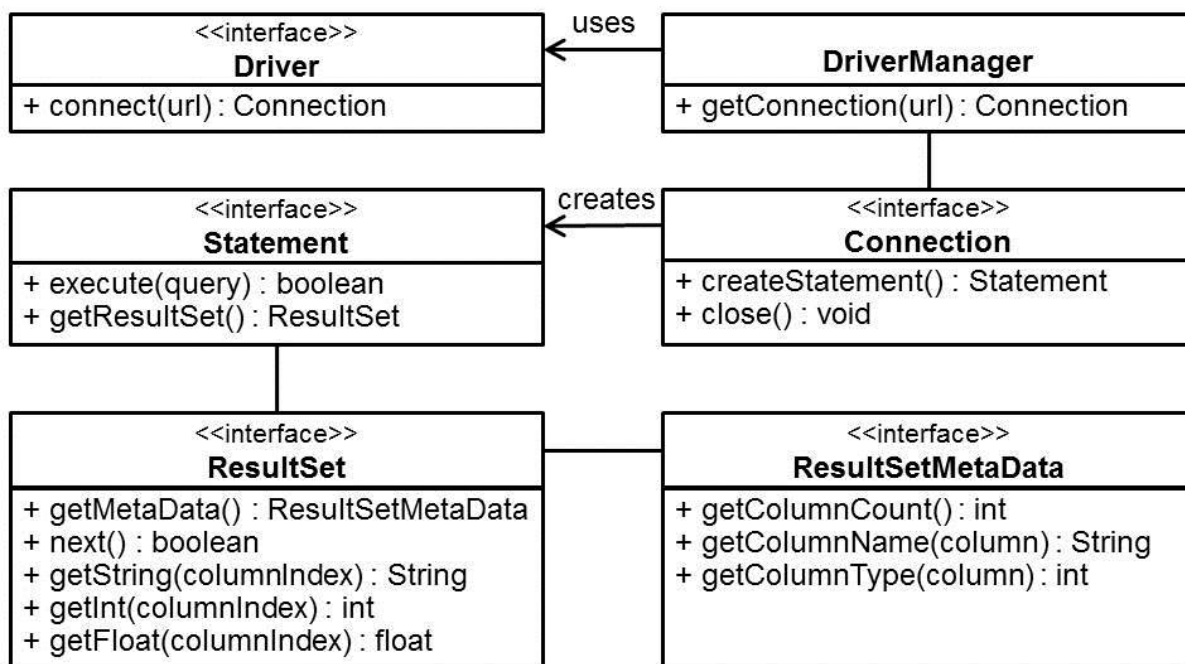 <<interface>>
Driver
+ connect(url) : Connection
uses
DriverManager
+ getConnection(url) : Connection
<<interface>>
Statement
+ execute(query) : boolean
+ getResultSet() : ResultSet
creates
<<interface>>
Connection
+ createStatement() : Statement
+ close() : void
<<interface>>
ResultSet
+ getMetaData() : ResultSetMetaData
+ next() : boolean
+ getString(columnIndex) : String
+ getInt(columnIndex) : int
+ getFloat(columnIndex) : float
<<interface>>
ResultSetMetaData
+ getColumnCount() : int
+ getColumnName(column) : String
+ getColumnType(column) : int